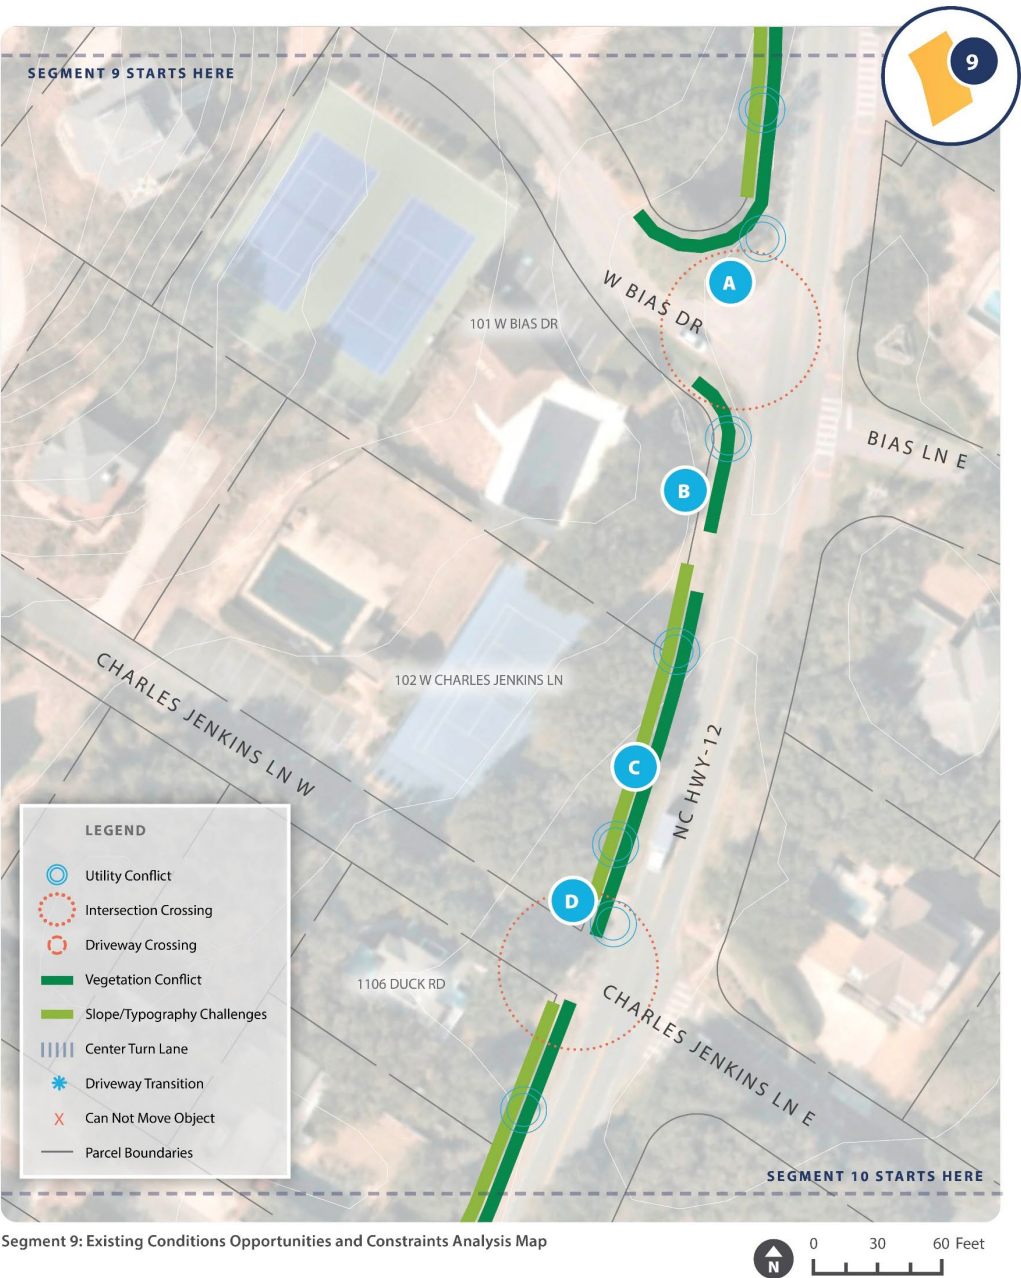 SEGMENT 9 STARTS HERE
9
A
W BIAS DR
101 W BIAS DR
BIAS LN E
B
CHARLES JENKINS LN W
102 W CHARLES JENKINS LN
C
NC HWY-12
D
1106 DUCK RD
CHARLES JENKINS LN E
LEGEND
Utility Conflict
Intersection Crossing
Driveway Crossing
Vegetation Conflict
Slope/Typography Challenges
Center Turn Lane
Driveway Transition
X Can Not Move Object
Parcel Boundaries
SEGMENT 10 STARTS HERE
Segment 9: Existing Conditions Opportunities and Constraints Analysis Map
N
0 30 60 Feet